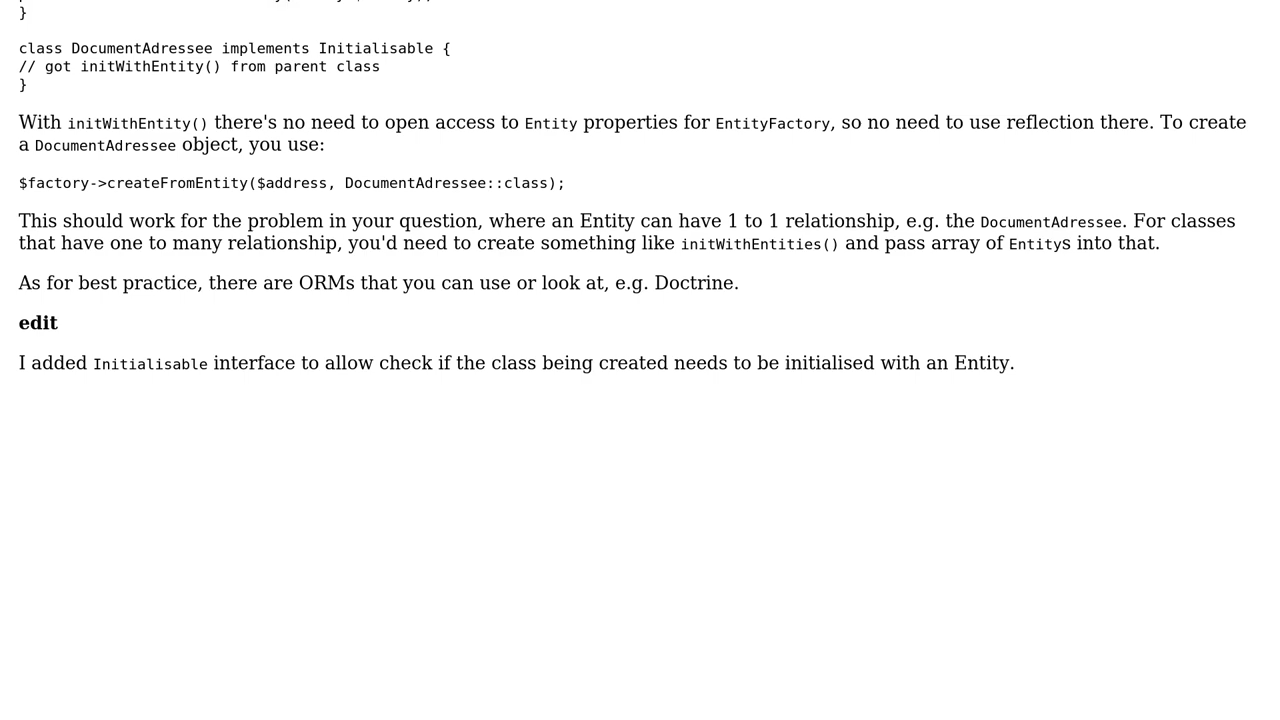 }
class DocumentAdressee implements Initialisable {
// got initWithEntity() from parent class
}
With initWithEntity() there's no need to open access to Entity properties for EntityFactory, so no need to use reflection there. To create
a DocumentAdressee object, you use:
$factory->createFromEntity($address, DocumentAdressee::class);
This should work for the problem in your question, where an Entity can have 1 to 1 relationship, e.g. the DocumentAdressee. For classes
that have one to many relationship, you'd need to create something like initWithEntities() and pass array of Entitys into that.
As for best practice, there are ORMs that you can use or look at, e.g. Doctrine.
edit
I added Initialisable interface to allow check if the class being created needs to be initialised with an Entity.